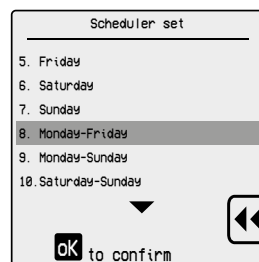 Scheduler set
5. Friday
6. Saturday
7. Sunday
8. Monday-Friday
9. Monday-Sunday
10.Saturday-Sunday
OK to confirm